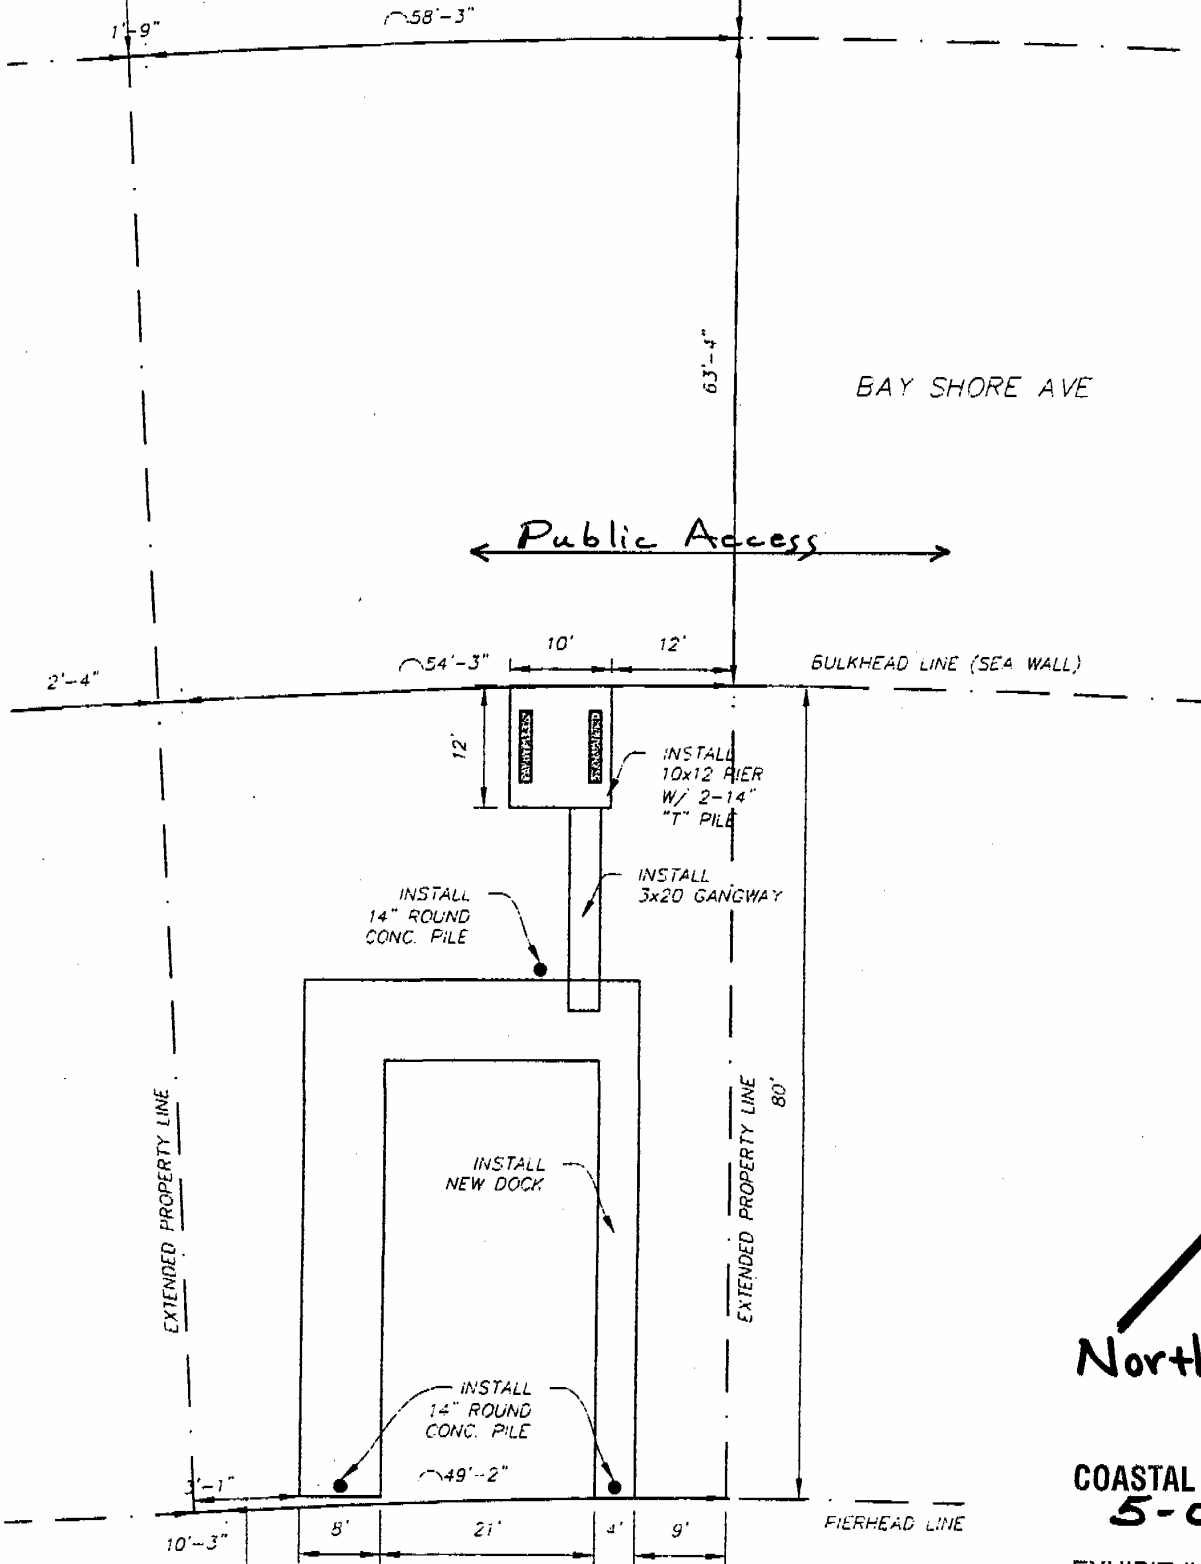 1'-9"
58'-3"
63'-4"
BAY SHORE AVE
Public Access
10'
12'
54'-3"
2'-4"
BULKHEAD LINE (SEA WALL)
12'
INSTALL
10x12 PIER
W/ 2-14"
"T" PILE
INSTALL
3x20 GANGWAY
INSTALL
14" ROUND
CONC. PILE
80'
EXTENDED PROPERTY LINE
EXTENDED PROPERTY LINE
INSTALL
NEW DOCK
North
INSTALL
14" ROUND
CONC. PILE
3'-1"
49'-2"
COASTAL
5-0
10'-3"
8'
21'
4'
9'
PIERHEAD LINE